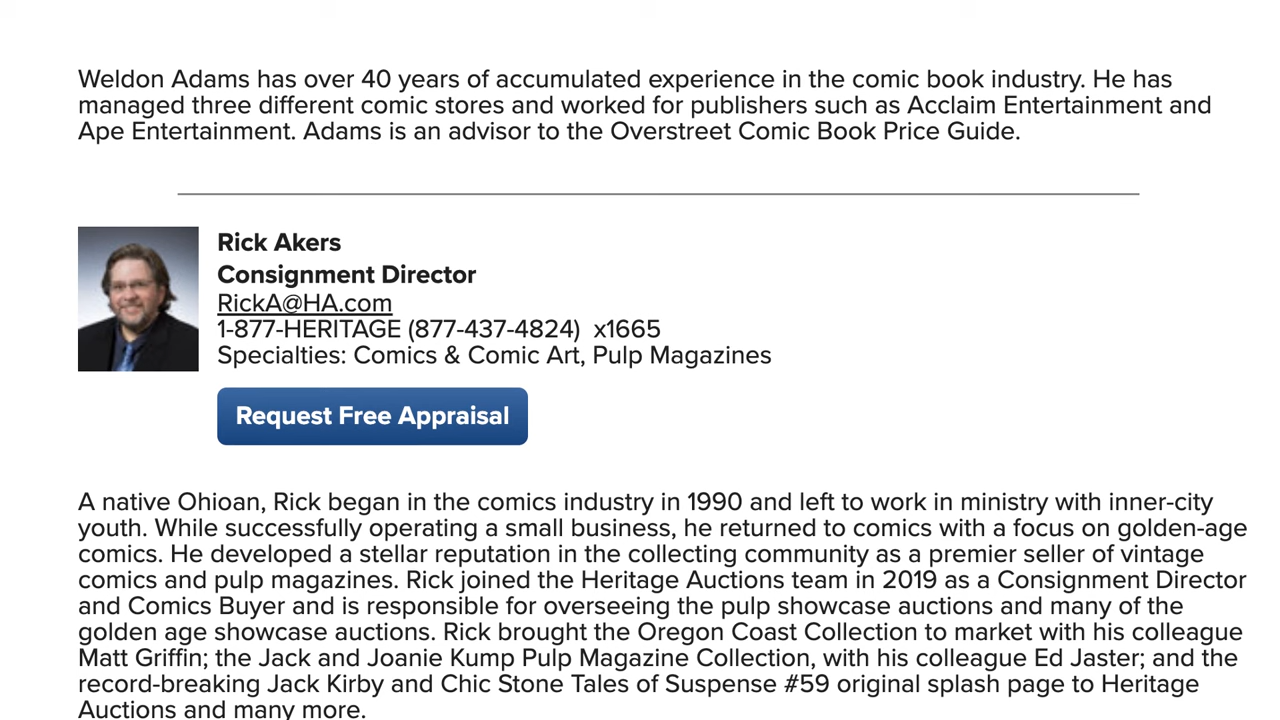 Weldon Adams has over 40 years of accumulated experience in the comic book industry. He has
managed three different comic stores and worked for publishers such as Acclaim Entertainment and
Ape Entertainment. Adams is an advisor to the Overstreet Comic Book Price Guide.
Rick Akers
Consignment Director
RickA@HA.com
1-877-HERITAGE (877-437-4824)  x1665
Specialties: Comics & Comic Art, Pulp Magazines
Request Free Appraisal
A native Ohioan, Rick began in the comics industry in 1990 and left to work in ministry with inner-city
youth. While successfully operating a small business, he returned to comics with a focus on golden-age
comics. He developed a stellar reputation in the collecting community as a premier seller of vintage
comics and pulp magazines. Rick joined the Heritage Auctions team in 2019 as a Consignment Director
and Comics Buyer and is responsible for overseeing the pulp showcase auctions and many of the
golden age showcase auctions. Rick brought the Oregon Coast Collection to market with his colleague
Matt Griffin; the Jack and Joanie Kump Pulp Magazine Collection, with his colleague Ed Jaster; and the
record-breaking Jack Kirby and Chic Stone Tales of Suspense #59 original splash page to Heritage
Auctions and many more.